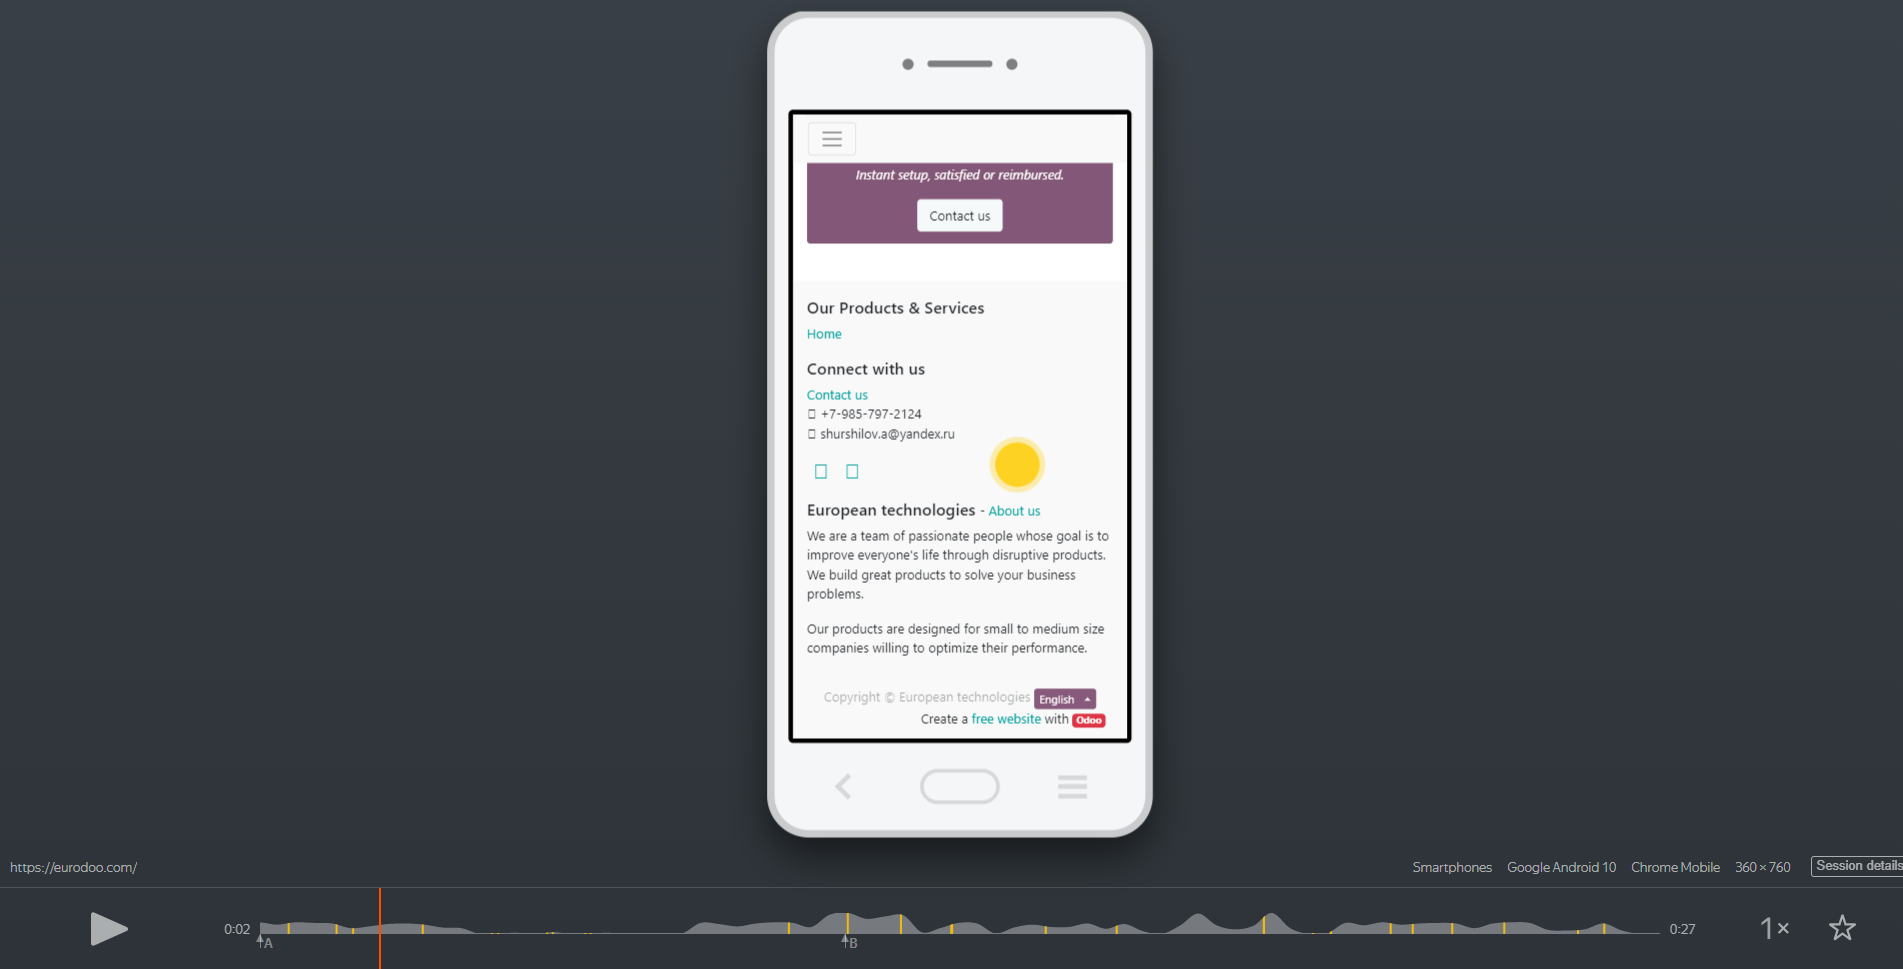 Instant setup, satisfied or reimbursed.
Contact us
Our Products & Services
Home
Connect with us
Contact us
+7-985-797-2124
shurshilov.a@yandex.ru
European technologies - About us
We are a team of passionate people whose goal is to
improve everyone's life through disruptive products.
We build great products to solve your business
problems.
Our products are designed for small to medium size
companies willing to optimize their performance.
Copyright © European technologies English
Create a free website with Odoo
https://eurodoo.com/
Smartphones Google Android 10 Chrome Mobile 360×760 Session details
0:02
A
B
0:27
1×